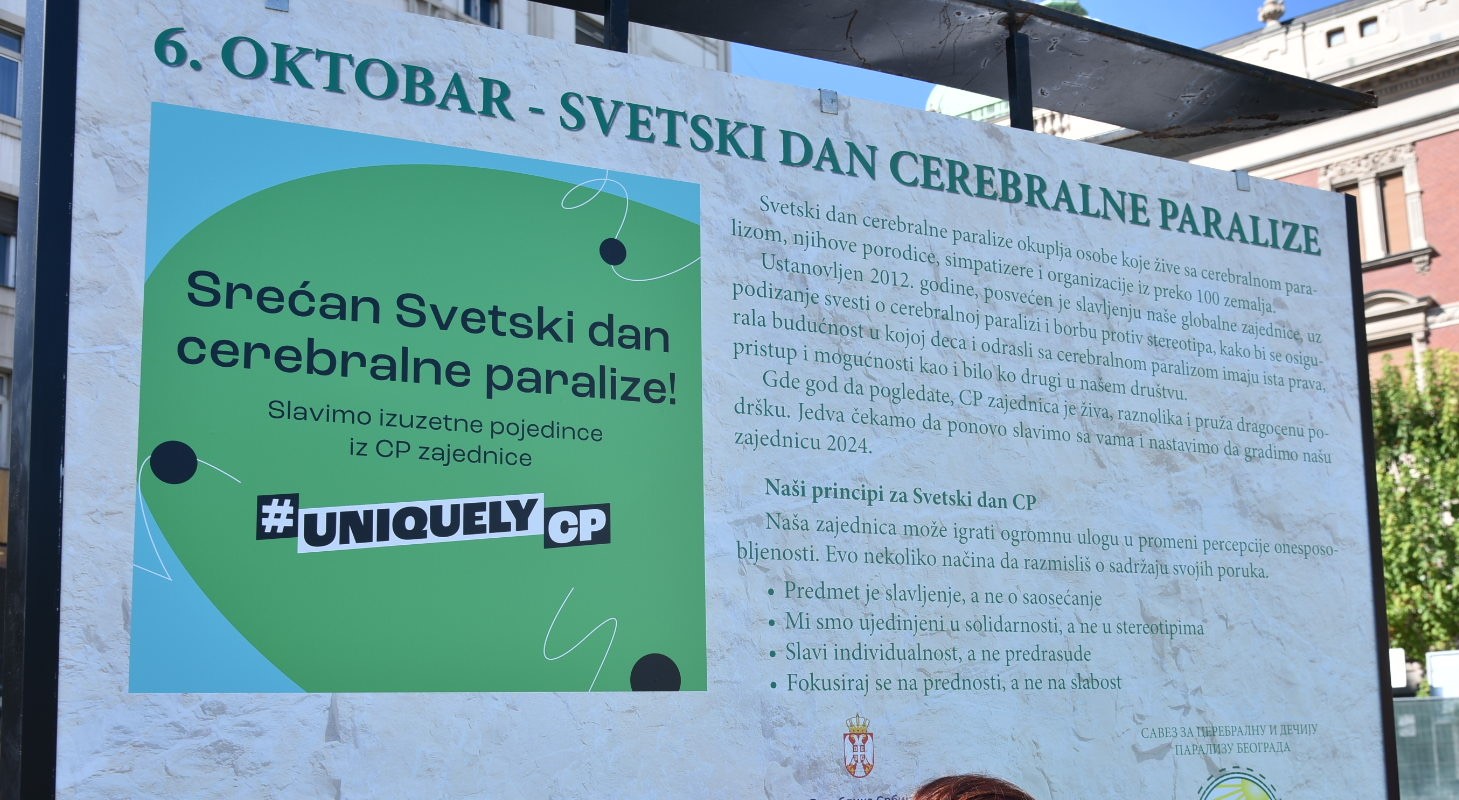 6. OKTOBAR - SVETSKI DAN CEREBRALNE PARALIZE
Srećan Svetski dan
cerebralne paralize!
Slavimo izuzetne pojedince
iz CP zajednice
#UNIQUELY CP
Svetski dan cerebralne paralize okuplja osobe koje žive sa cerebralnom para-
lizom, njihove porodice, simpatizere i organizacije iz preko 100 zemalja.
Ustanovljen 2012. godine, posvećen je slavljenju naše globalne zajednice, uz
podizanje svesti o cerebralnoj paralizi i borbu protiv stereotipa, kako bi se osigu-
rala budućnost u kojoj deca i odrasli sa cerebralnom paralizom imaju ista prava,
pristup i mogućnosti kao i bilo ko drugi u našem društvu.
Gde god da pogledate, CP zajednica je živa, raznolika i pruža dragocenu po-
dršku. Jedva čekamo da ponovo slavimo sa vama i nastavimo da gradimo našu
zajednicu 2024.
Naši principi za Svetski dan CP
Naša zajednica može igrati ogromnu ulogu u promeni percepcije onesposo-
bljenosti. Evo nekoliko načina da razmisliš o sadržaju svojih poruka.
• Predmet je slavljenje, a ne o saosećanje
• Mi smo ujedinjeni u solidarnosti, a ne u stereotipima
• Slavi individualnost, a ne predrasude
• Fokusiraj se na prednosti, a ne na slabost
САВЕЗ ЗА ЦЕРЕБРАЛНУ И ДЕЧИЈУ
ПАРАЛИЗУ БЕОГРАДА